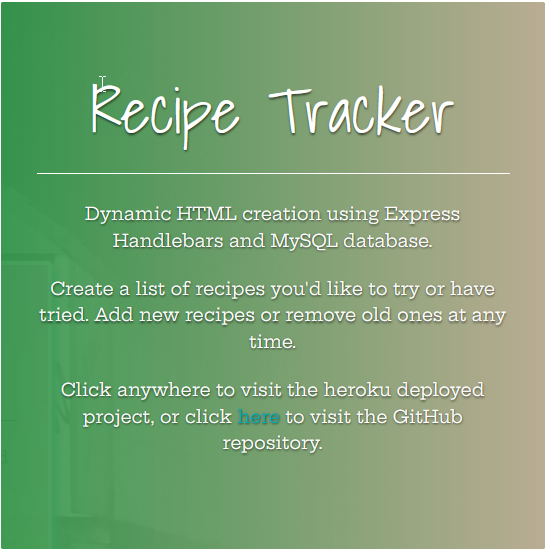 Recipe Tracker
Dynamic HTML creation using Express
Handlebars and MySQL database.
Create a list of recipes you'd like to try or have
tried. Add new recipes or remove old ones at any
time.
Click anywhere to visit the heroku deployed
project, or click here to visit the GitHub
repository.